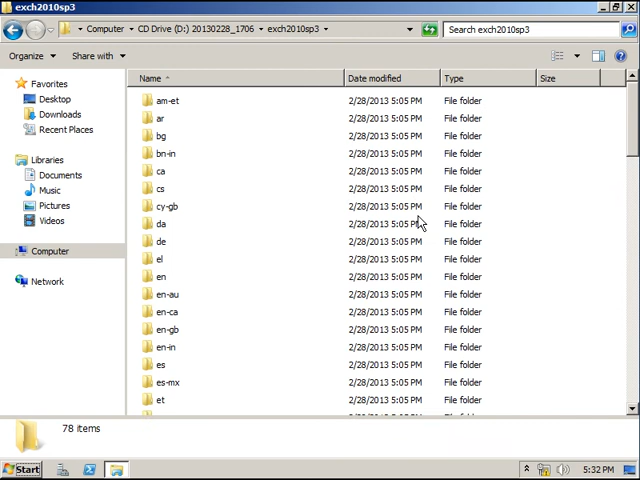 exch2010sp3
Computer ▸ CD Drive (D:) 20130228_1706 ▸ exch2010sp3 ▸
Search exch2010sp3
Organize
Share with
Name
Date modified
Type
Size
Favorites
Desktop
Downloads
Recent Places
Libraries
Documents
Music
Pictures
Videos
Computer
Network
am-et 2/28/2013 5:05 PM File folder
ar 2/28/2013 5:05 PM File folder
bg 2/28/2013 5:05 PM File folder
bn-in 2/28/2013 5:05 PM File folder
ca 2/28/2013 5:05 PM File folder
cs 2/28/2013 5:05 PM File folder
cy-gb 2/28/2013 5:05 PM File folder
da 2/28/2013 5:05 PM File folder
de 2/28/2013 5:05 PM File folder
el 2/28/2013 5:05 PM File folder
en 2/28/2013 5:05 PM File folder
en-au 2/28/2013 5:05 PM File folder
en-ca 2/28/2013 5:05 PM File folder
en-gb 2/28/2013 5:05 PM File folder
en-in 2/28/2013 5:05 PM File folder
es 2/28/2013 5:05 PM File folder
es-mx 2/28/2013 5:05 PM File folder
et 2/28/2013 5:05 PM File folder
78 items
Start
5:32 PM